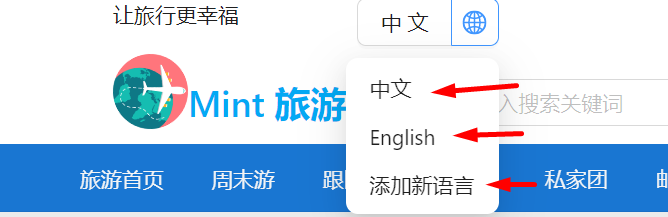 让旅行更幸福
中文
Mint 旅游
中文
English
添加新语言
入搜索关键词
旅游首页 周末游 跟 私家团